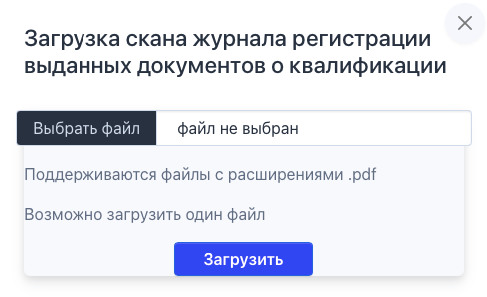 Загрузка скана журнала регистрации
выданных документов о квалификации
Выбрать файл файл не выбран
Поддерживаются файлы с расширениями .pdf
Возможно загрузить один файл
Загрузить